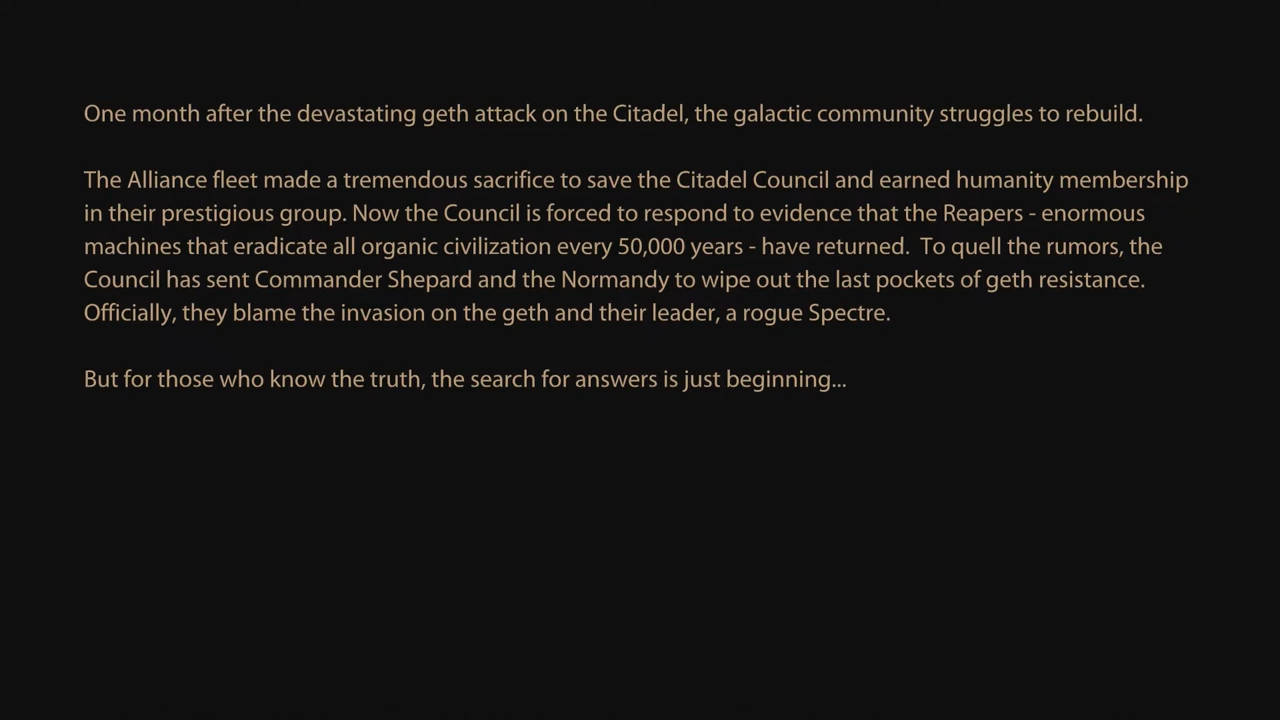 One month after the devastating geth attack on the Citadel, the galactic community struggles to rebuild.
The Alliance fleet made a tremendous sacrifice to save the Citadel Council and earned humanity membership
in their prestigious group. Now the Council is forced to respond to evidence that the Reapers - enormous
machines that eradicate all organic civilization every 50,000 years - have returned.  To quell the rumors, the
Council has sent Commander Shepard and the Normandy to wipe out the last pockets of geth resistance.
Officially, they blame the invasion on the geth and their leader, a rogue Spectre.
But for those who know the truth, the search for answers is just beginning...